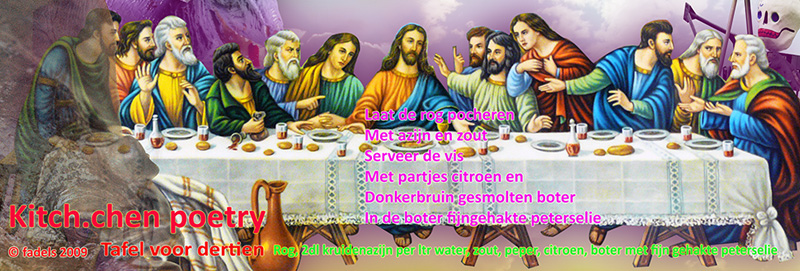 Laat de rog pocheren
Met azijn en zout
Serveer de vis
Met partjes citroen en
Donkerbruin gesmolten boter
In de boter fijngehakte peterselie
Kitch.chen poetry
© fadels 2009 Tafel voor dertien Rog, 2dl kruidenazijn per ltr water, zout, peper, citroen, boter met fijn gehakte peterselie